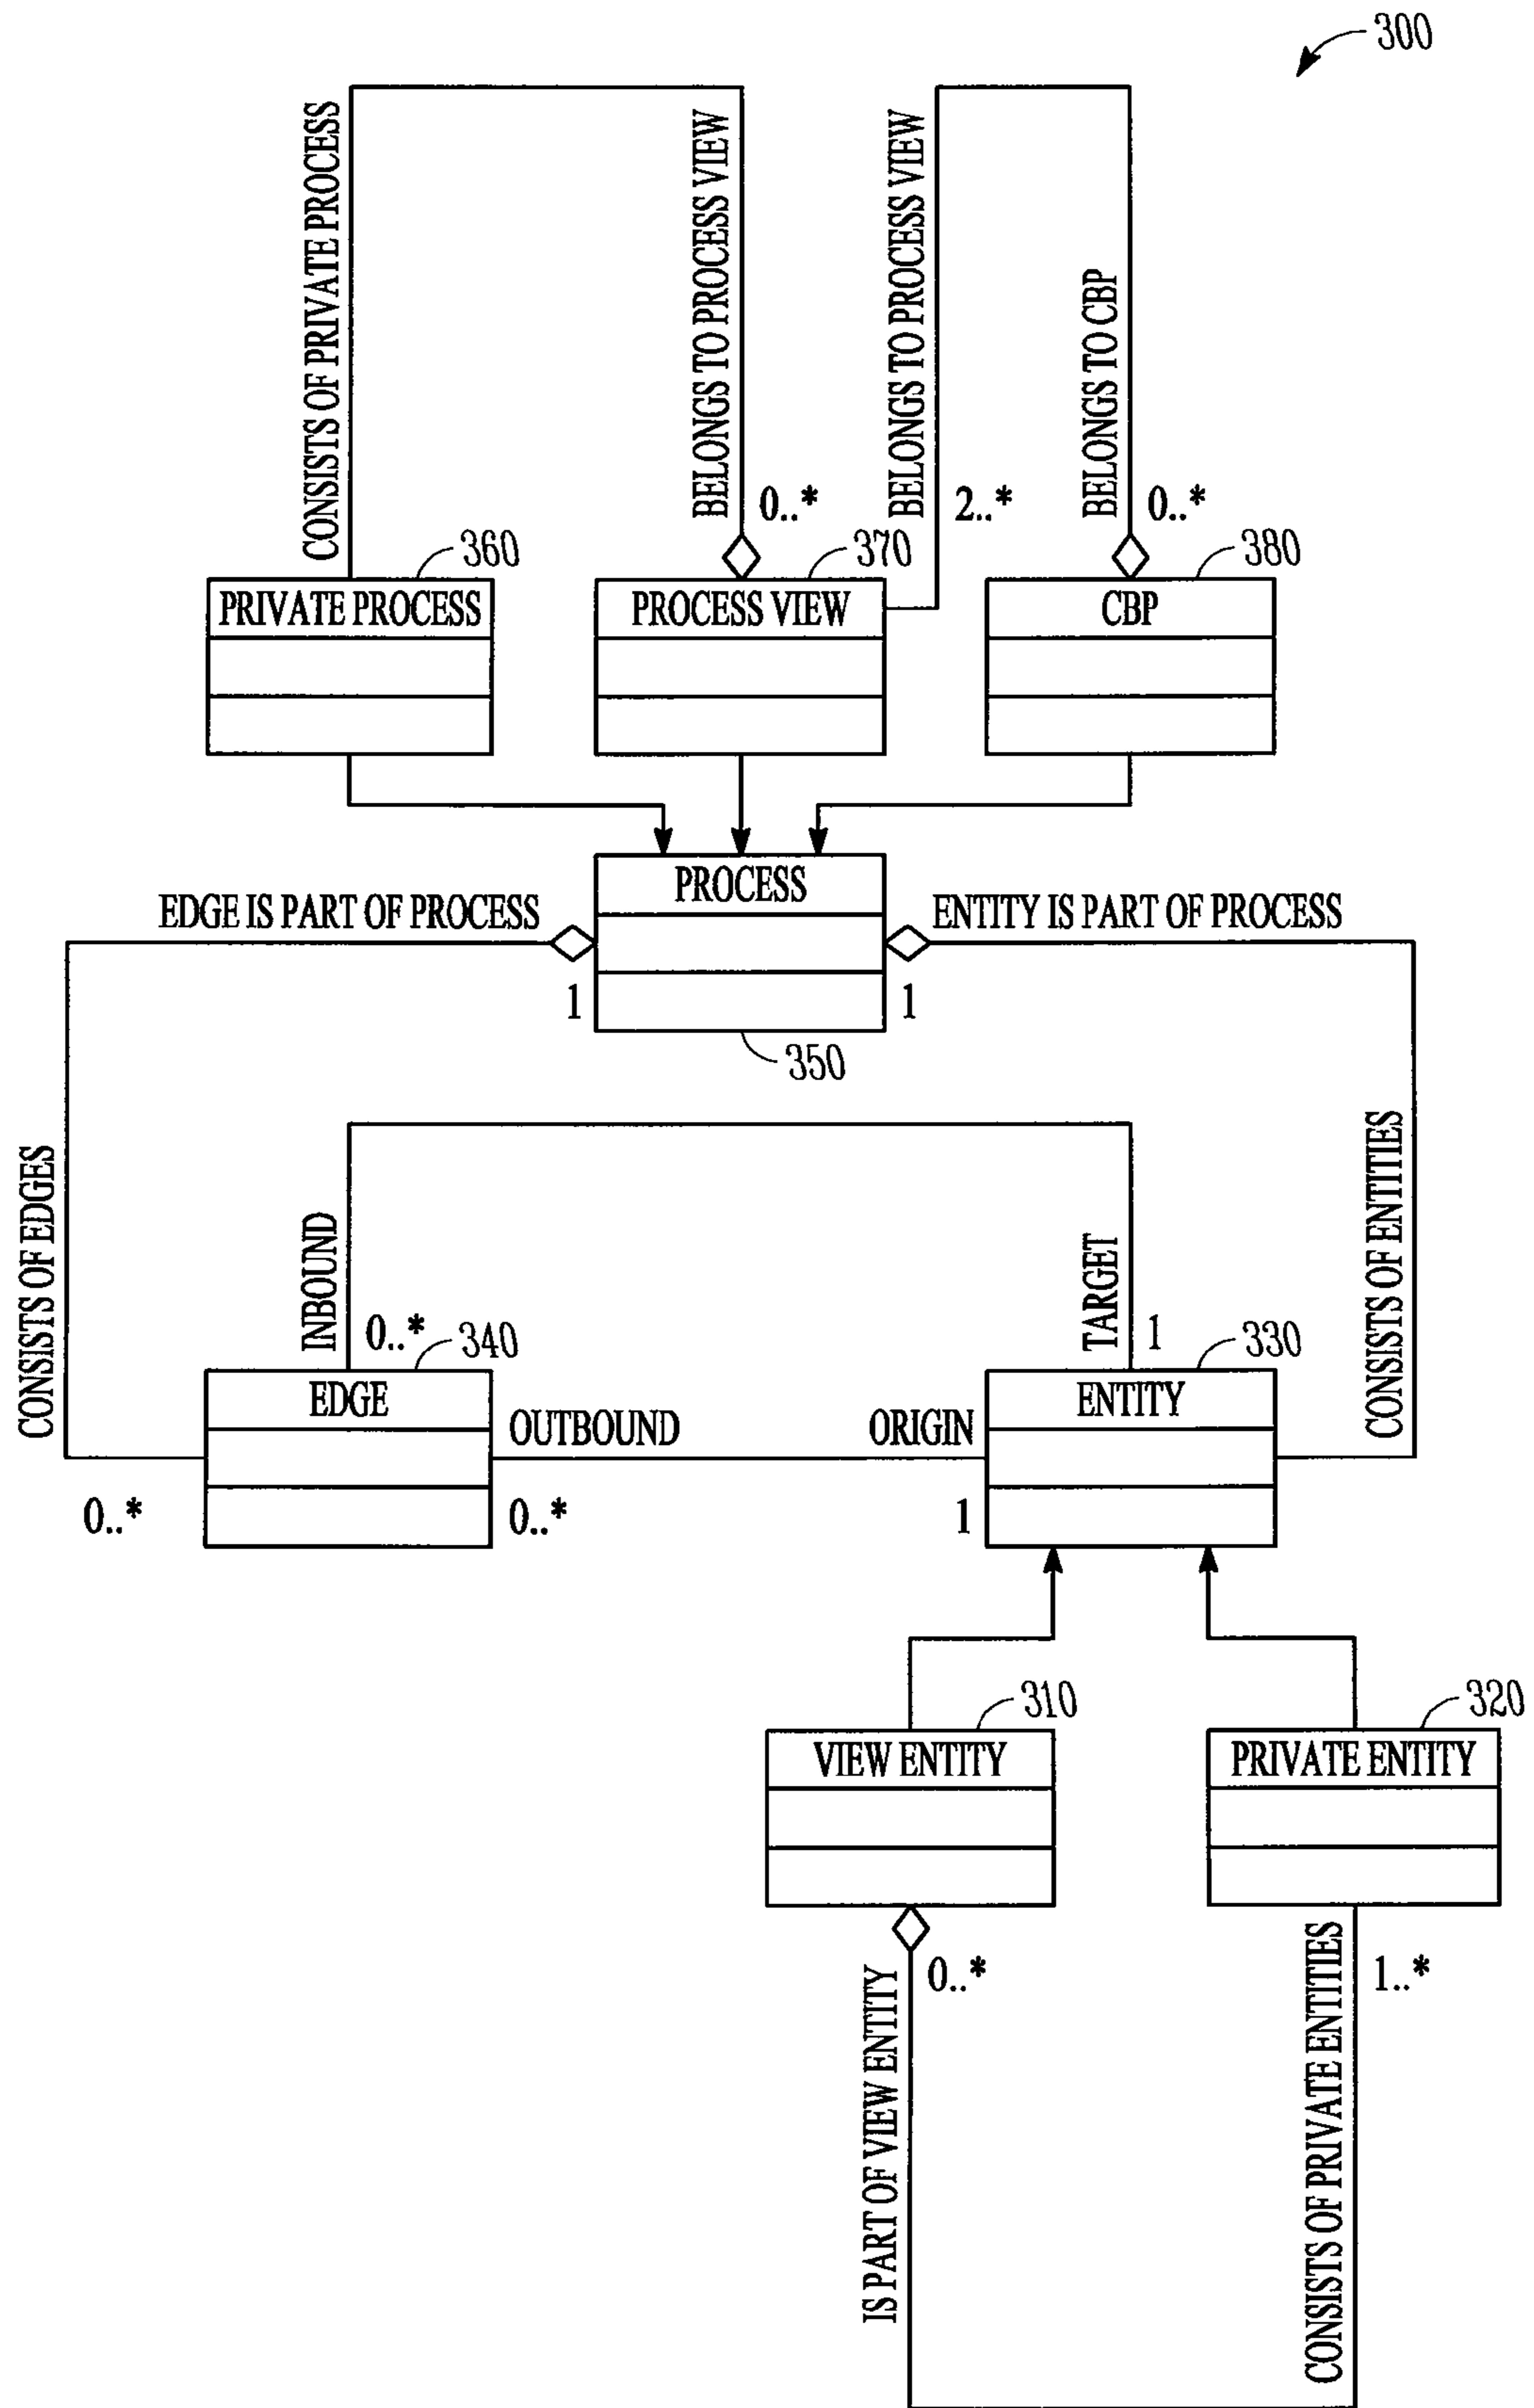 300
CONSISTS OF PRIVATE PROCESS
BELONGS TO PROCESS VIEW
BELONGS TO PROCESS VIEW
BELONGS TO CBP
0..*
2..*
0..*
360
370
380
PRIVATE PROCESS
PROCESS VIEW
CBP
PROCESS
EDGE IS PART OF PROCESS
ENTITY IS PART OF PROCESS
1
1
350
CONSISTS OF EDGES
INBOUND
TARGET
CONSISTS OF ENTITIES
0..*
340
1
330
EDGE
ENTITY
OUTBOUND
ORIGIN
0..*
0..*
1
310
320
VIEW ENTITY
PRIVATE ENTITY
0..*
1..*
IS PART OF VIEW ENTITY
CONSISTS OF PRIVATE ENTITIES